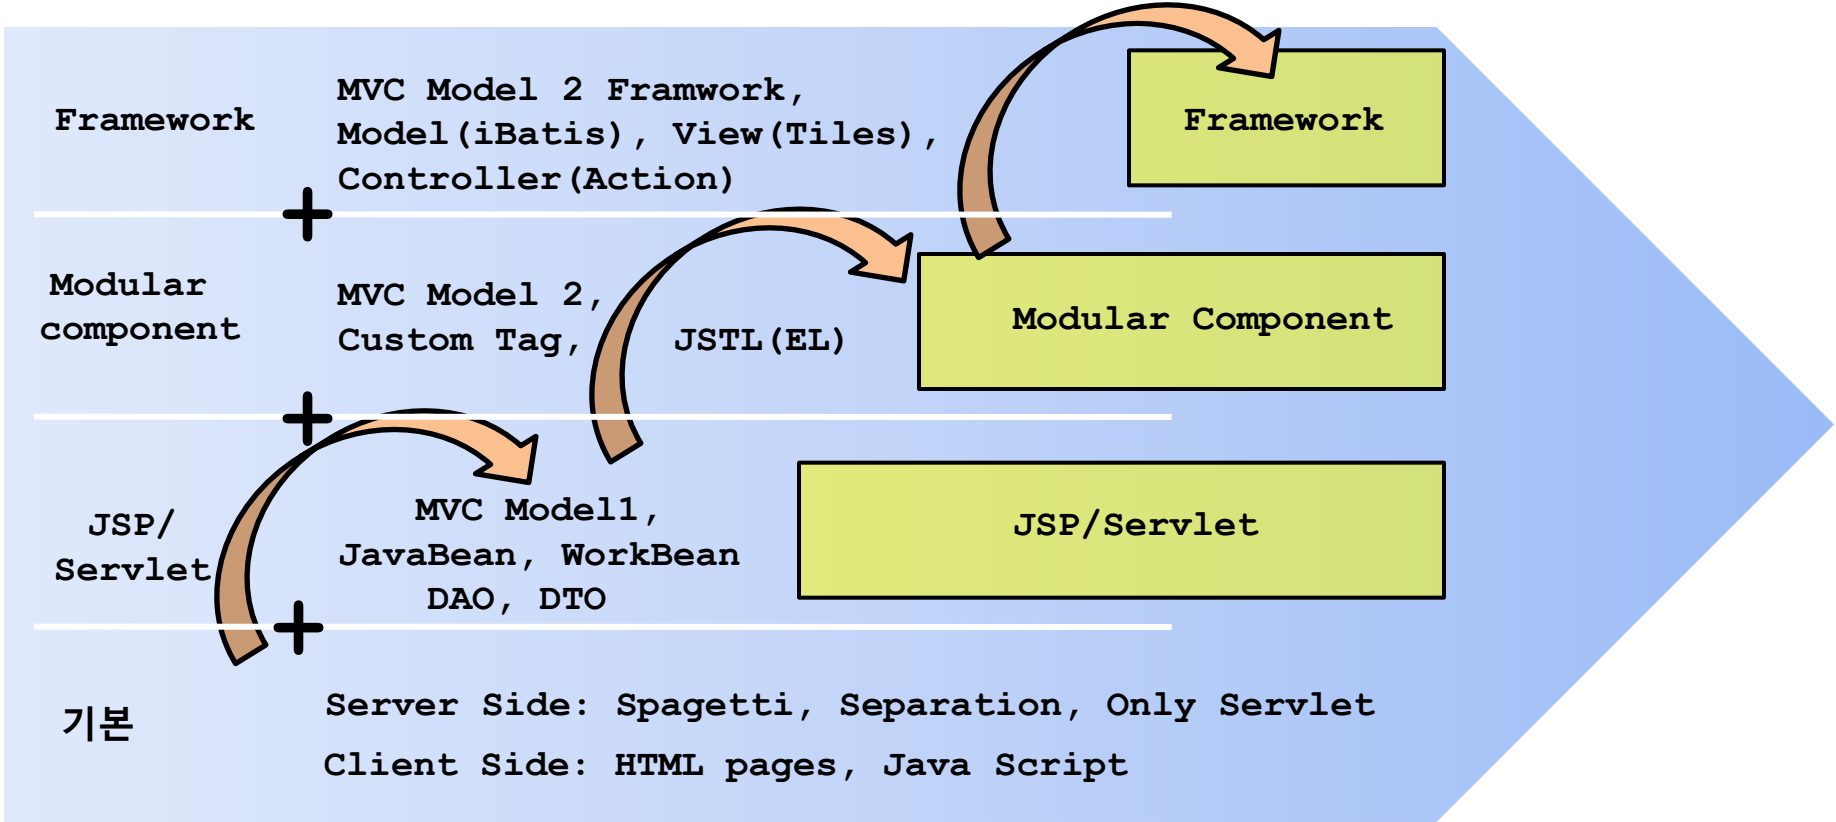 Framework
MVC Model 2 Framwork,
Model(iBatis), View(Tiles),
Controller(Action)
Framework
Modular
component
MVC Model 2,
Custom Tag, JSTL(EL)
Modular Component
JSP/
Servlet
MVC Model1,
JavaBean, WorkBean
DAO, DTO
JSP/Servlet
기본
Server Side: Spagetti, Separation, Only Servlet
Client Side: HTML pages, Java Script